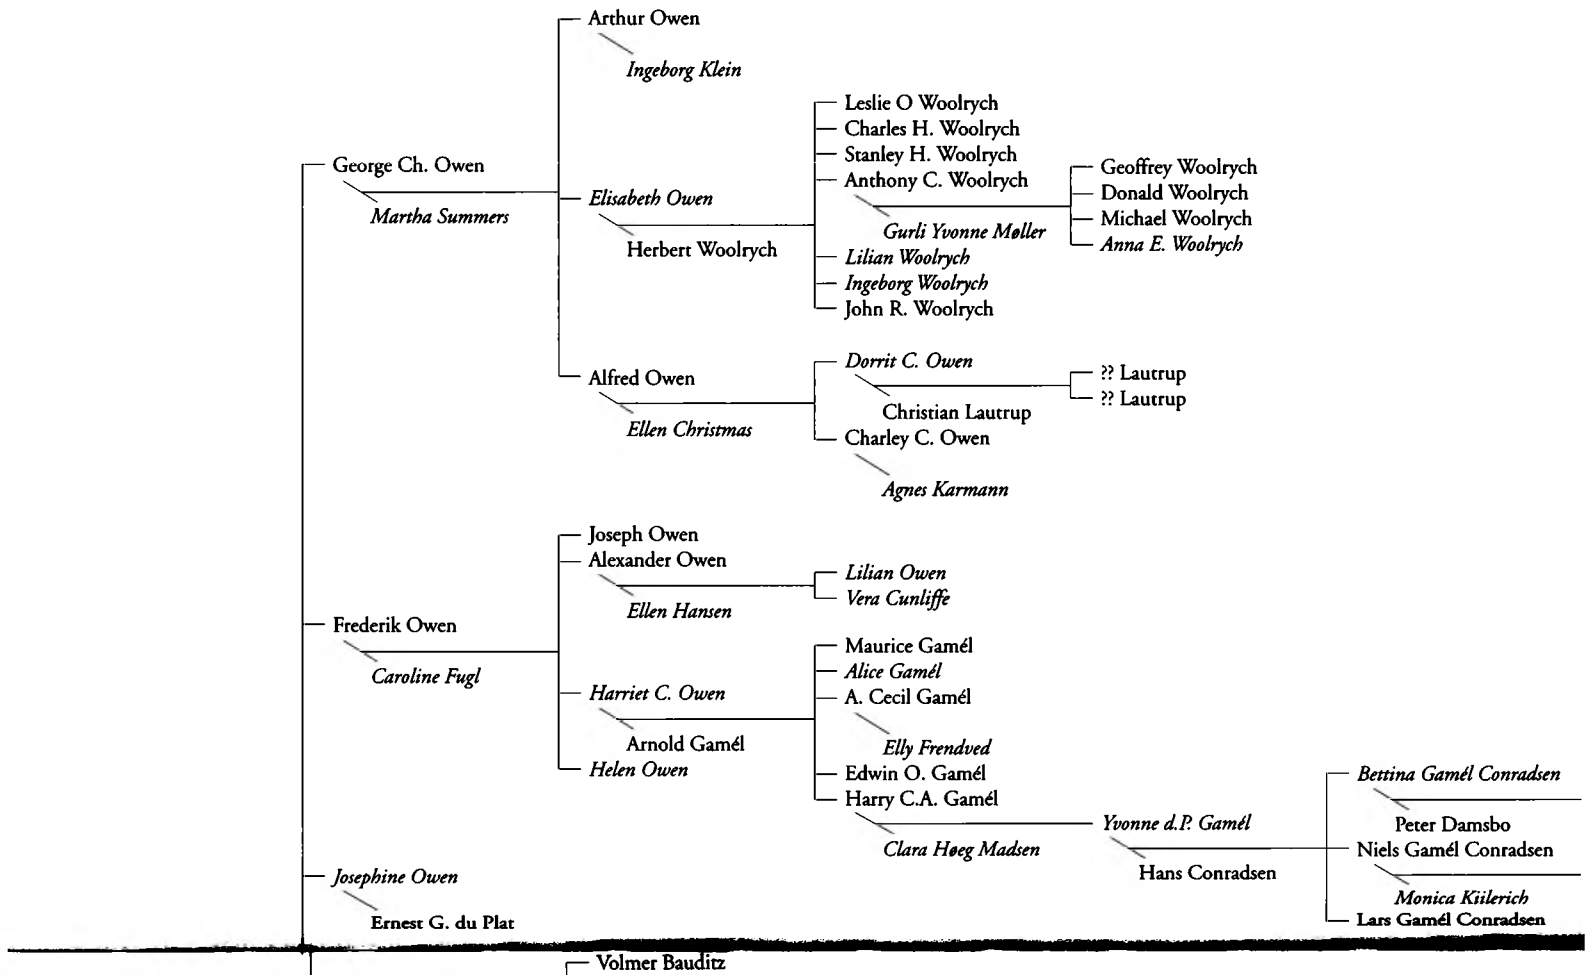 Arthur Owen
Ingeborg Klein
Leslie O Woolrych
Charles H. Woolrych
Stanley H. Woolrych
George Ch. Owen
Anthony C. Woolrych
Geoffrey Woolrych
Donald Woolrych
Martha Summers
Elisabeth Owen
Michael Woolrych
Gurli Yvonne Møller
Anna E. Woolrych
Herbert Woolrych
Lilian Woolrych
Ingeborg Woolrych
John R. Woolrych
Dorrit C. Owen
?? Lautrup
Alfred Owen
?? Lautrup
Christian Lautrup
Ellen Christmas
Charley C. Owen
Agnes Karmann
Joseph Owen
Alexander Owen
Lilian Owen
Vera Cunliffe
Ellen Hansen
Frederik Owen
Maurice Gamél
Caroline Fugl
Alice Gamél
Harriet C. Owen
A. Cecil Gamél
Arnold Gamél
Elly Frendved
Helen Owen
Edwin O. Gamél
Bettina Gamél Conradsen
Harry C.A. Gamél
Yvonne d.P. Gamél
Peter Damsbo
Clara Høeg Madsen
Niels Gamél Conradsen
Hans Conradsen
Josephine Owen
Monica Kiilerich
Ernest G. du Plat
Lars Gamél Conradsen
Volmer Bauditz